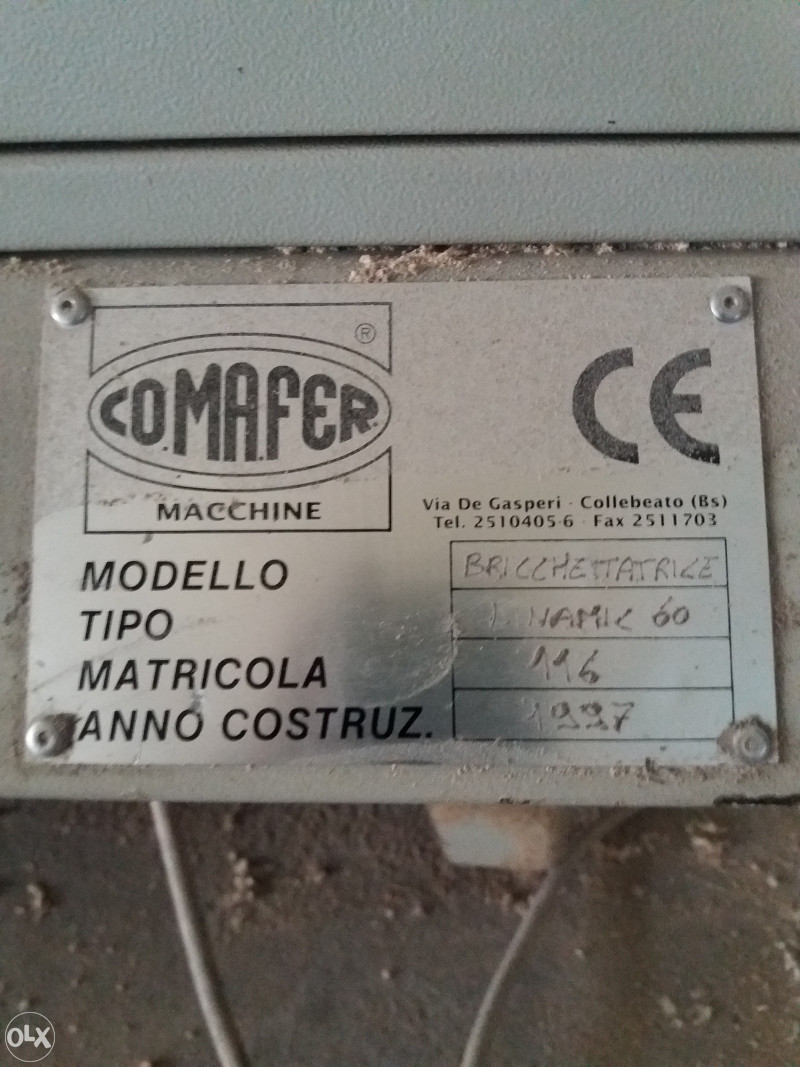 ®
CO.MA.FER.
MACCHINE
CE
Via De Gasperi - Collebeato (Bs)
Tel. 2510405-6 - Fax 2511703
MODELLO BRICCHETTATRICE
TIPO DINAMIC 60
MATRICOLA 116
ANNO COSTRUZ. 1997
OLX